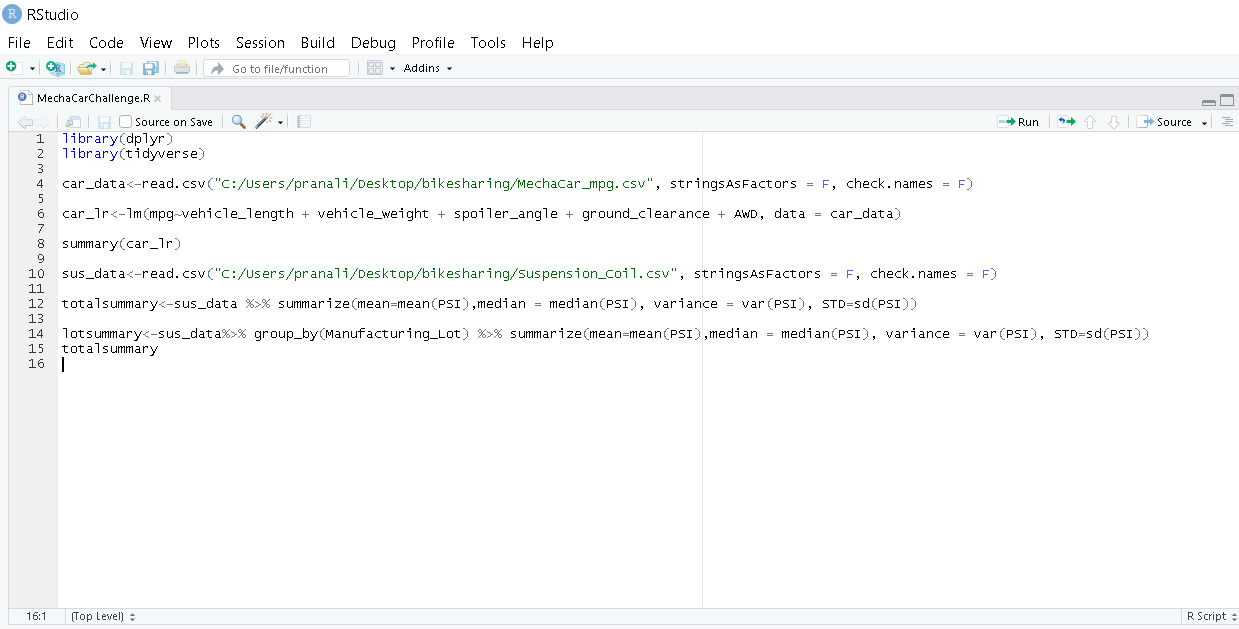 R RStudio
File Edit Code View Plots Session Build Debug Profile Tools Help
Go to file/function Addins
MechaCarChallenge.R
Source on Save Run Source
1 library(dplyr)
2 library(tidyverse)
3
4 car_data<-read.csv("C:/Users/pranali/Desktop/bikesharing/MechaCar_mpg.csv", stringsAsFactors = F, check.names = F)
5
6 car_lr<-lm(mpg~vehicle_length + vehicle_weight + spoiler_angle + ground_clearance + AWD, data = car_data)
7
8 summary(car_lr)
9
10 sus_data<-read.csv("C:/Users/pranali/Desktop/bikesharing/Suspension_Coil.csv", stringsAsFactors = F, check.names = F)
11
12 totalsummary<-sus_data %>% summarize(mean=mean(PSI),median = median(PSI), variance = var(PSI), STD=sd(PSI))
13
14 lotsummary<-sus_data%>% group_by(Manufacturing_Lot) %>% summarize(mean=mean(PSI),median = median(PSI), variance = var(PSI), STD=sd(PSI))
15 totalsummary
16
16:1 (Top Level) R Script